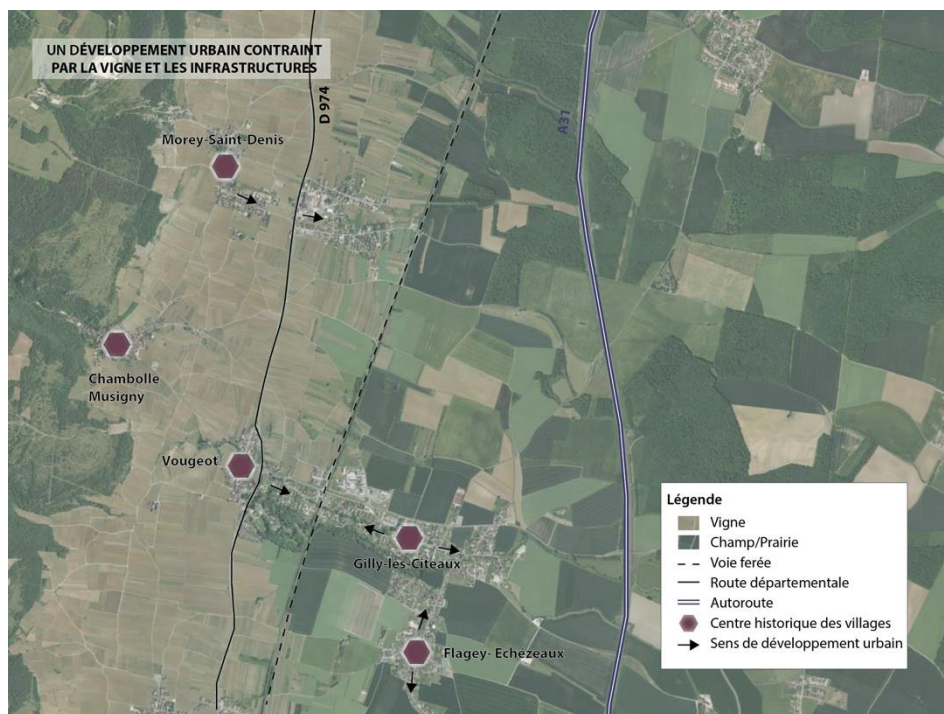 UN DÉVELOPPEMENT URBAIN CONTRAINT
PAR LA VIGNE ET LES INFRASTRUCTURES
D 974
A31
Morey-Saint-Denis
Chambolle
Musigny
Vougeot
Gilly-lès-Citeaux
Flagey- Echézeaux
Légende
Vigne
Champ/Prairie
Voie ferée
Route départementale
Autoroute
Centre historique des villages
Sens de développement urbain